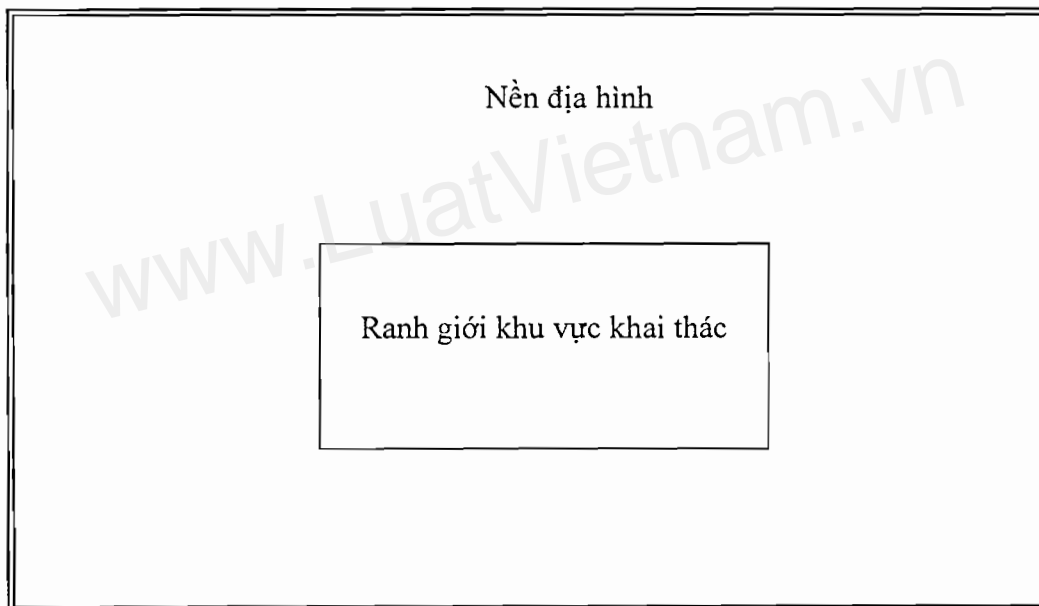 Nền địa hình
www.LuatVietnam.vn
Ranh giới khu vực khai thác